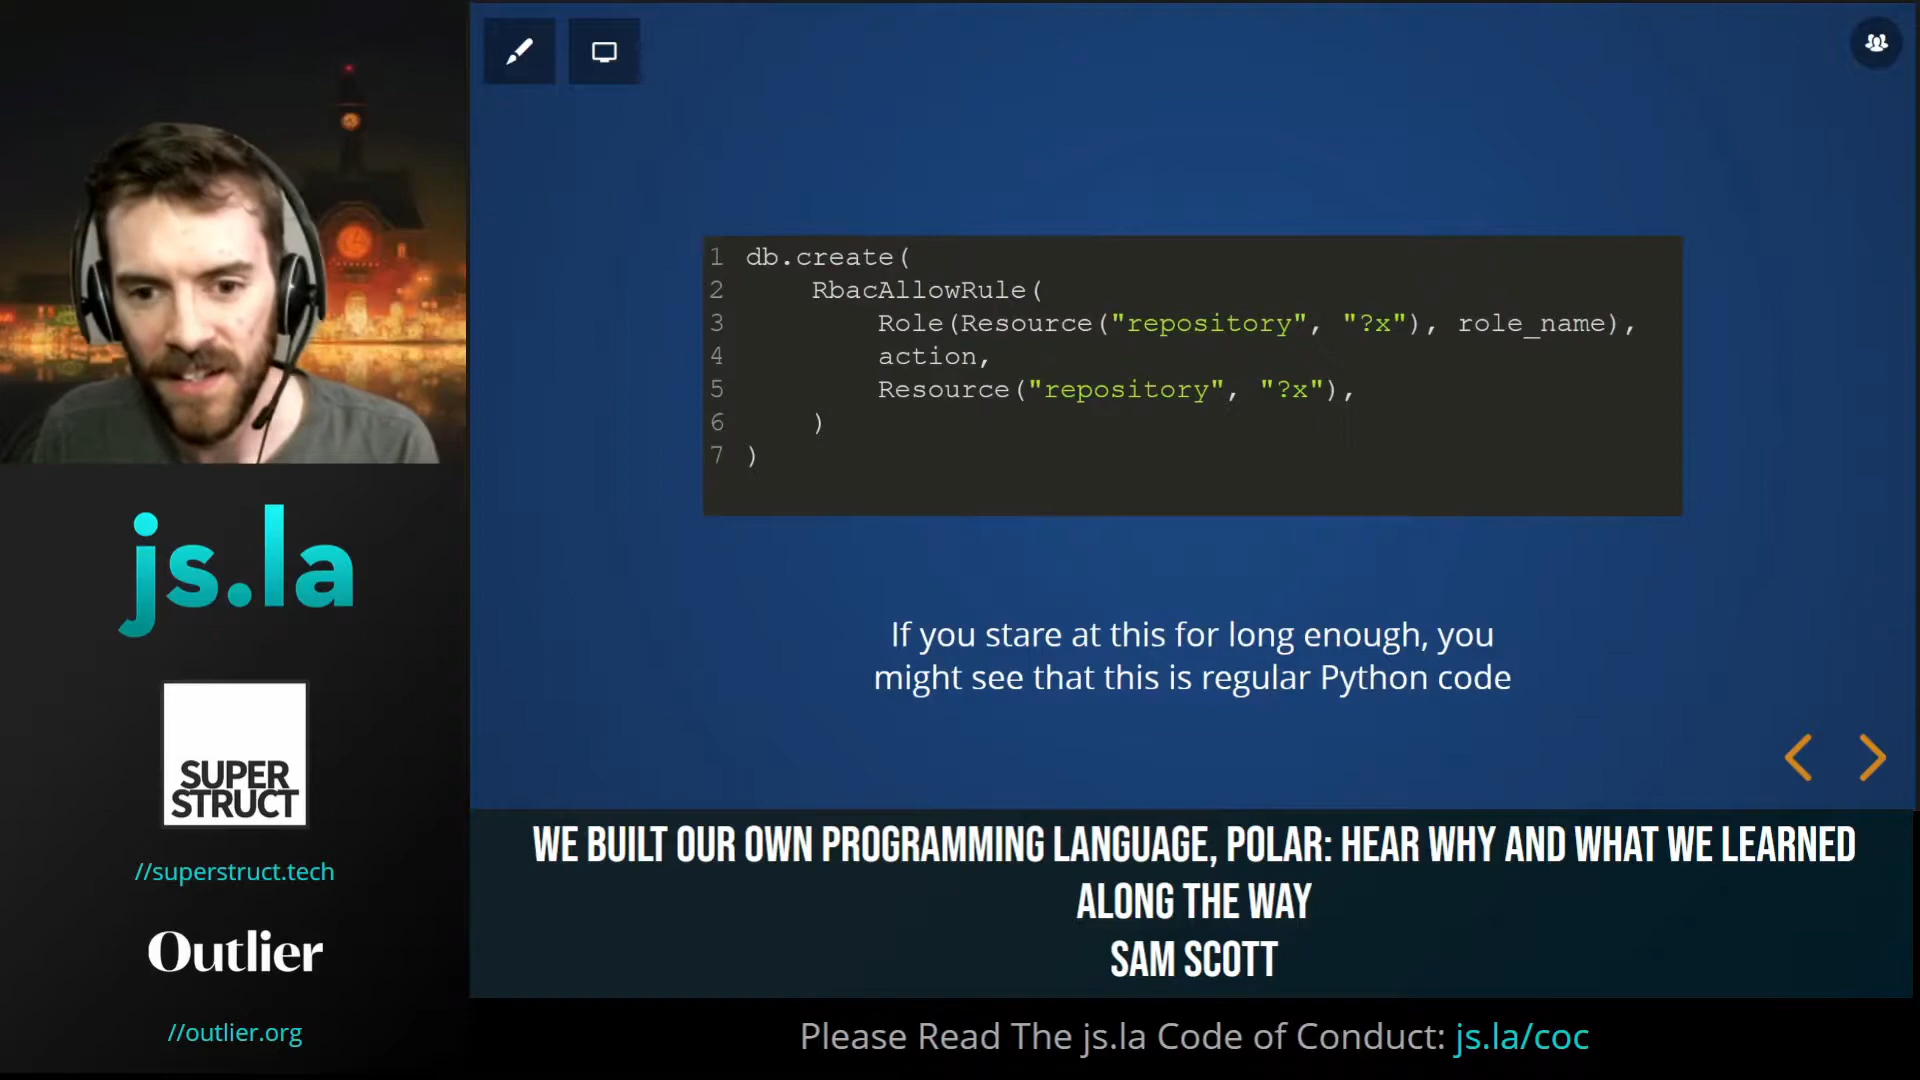 1 db.create(
2     RbacAllowRule(
3         Role(Resource("repository", "?x"), role_name),
4         action,
5         Resource("repository", "?x"),
6     )
7 )
If you stare at this for long enough, you
might see that this is regular Python code
js.la
SUPER
STRUCT
//superstruct.tech
Outlier
//outlier.org
WE BUILT OUR OWN PROGRAMMING LANGUAGE, POLAR: HEAR WHY AND WHAT WE LEARNED
ALONG THE WAY
SAM SCOTT
Please Read The js.la Code of Conduct: js.la/coc